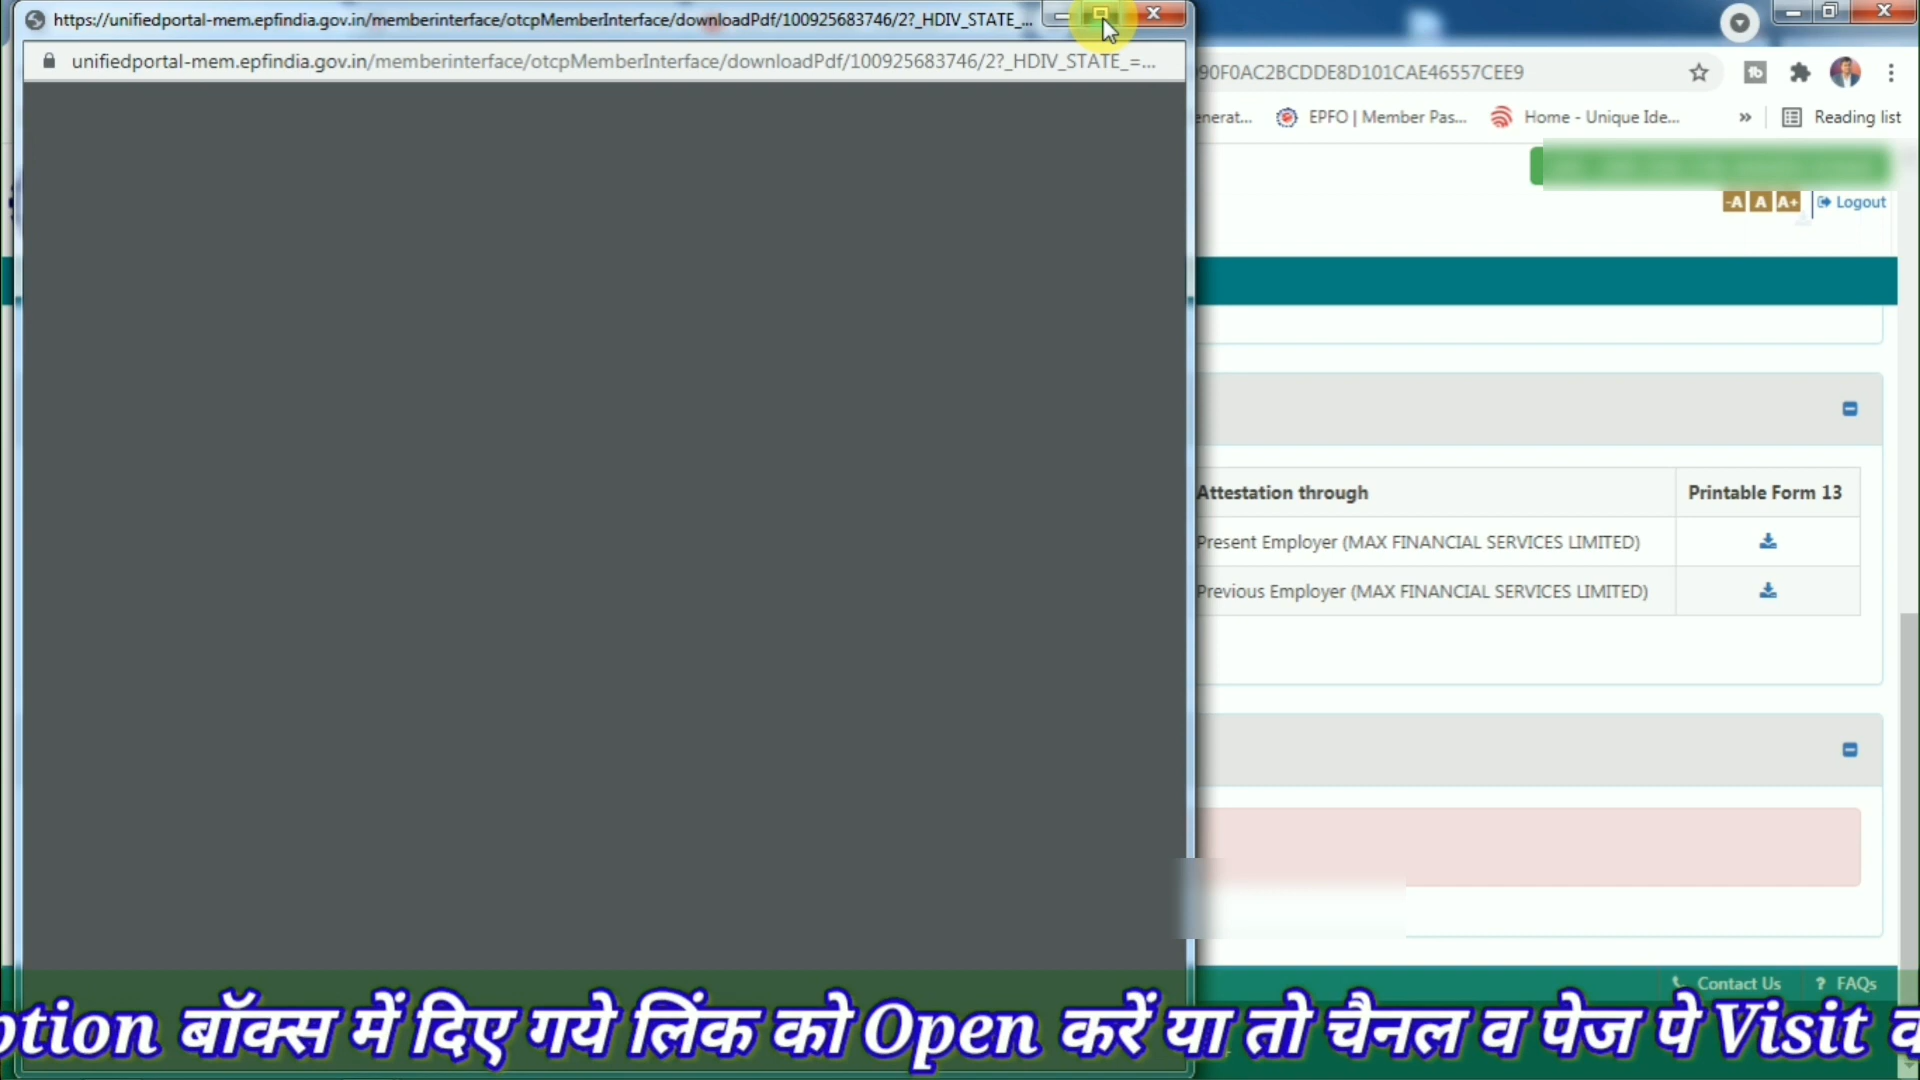 https://unifiedportal-mem.epfindia.gov.in/memberinterface/otcpMemberInterface/downloadPdf/100925683746/2?_HDIV_STATE_...
unifiedportal-mem.epfindia.gov.in/memberinterface/otcpMemberInterface/downloadPdf/100925683746/2?_HDIV_STATE_=...
90F0AC2BCDDE8D101CAE46557CEE9
enerat...
EPFO | Member Pas...
Home - Unique Ide...
»
Reading list
-A A A+ Logout
Attestation through Printable Form 13
Present Employer (MAX FINANCIAL SERVICES LIMITED)
Previous Employer (MAX FINANCIAL SERVICES LIMITED)
Contact Us ? FAQs
ption बॉक्स में दिए गये लिंक को Open करें या तो चैनल व पेज पे Visit